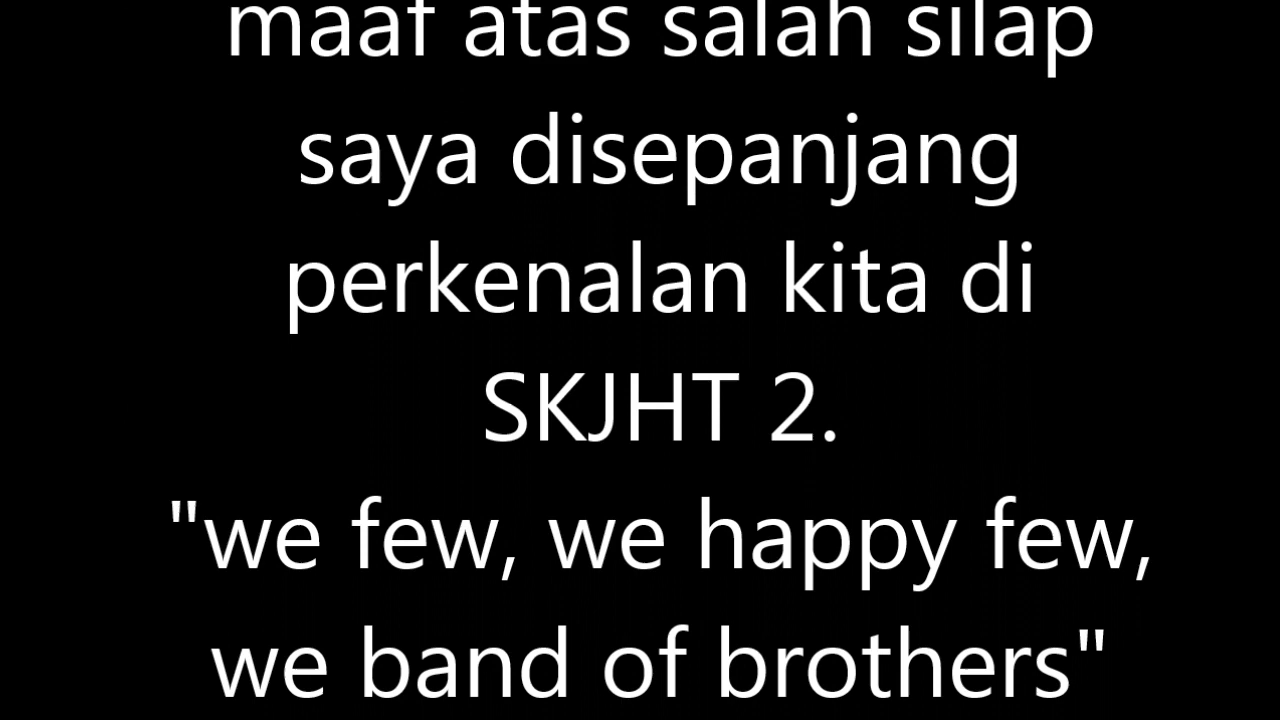 maaf atas salah silap
saya disepanjang
perkenalan kita di
SKJHT 2.
"we few, we happy few,
we band of brothers"